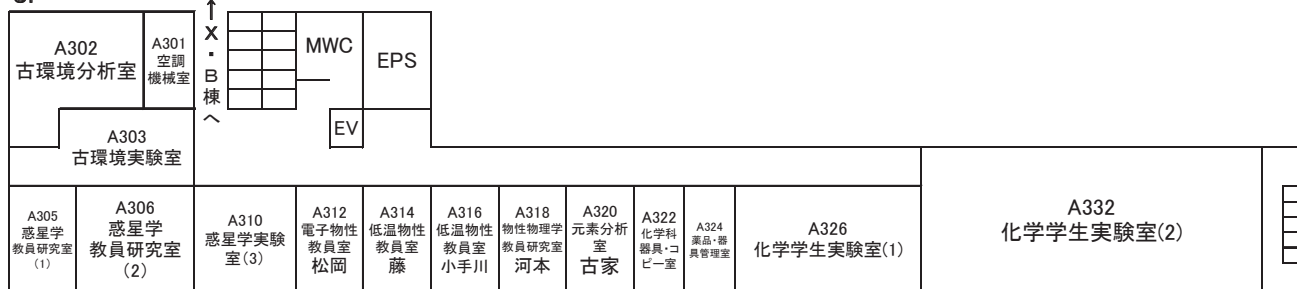 A302
古環境分析室
A301
空調
機械室
↑
X
・
B
棟
へ
MWC
EPS
EV
A303
古環境実験室
A305
惑星学
教員研究室
(1)
A306
惑星学
教員研究室
(2)
A310
惑星学実験
室(3)
A312
電子物性
教員室
松岡
A314
低温物性
教員室
藤
A316
低温物性
教員室
小手川
A318
物性物理学
教員研究室
河本
A320
元素分析
室
古家
A322
化学科
器具・コ
ピー室
A324
薬品・器
具管理室
A326
化学学生実験室(1)
A332
化学学生実験室(2)